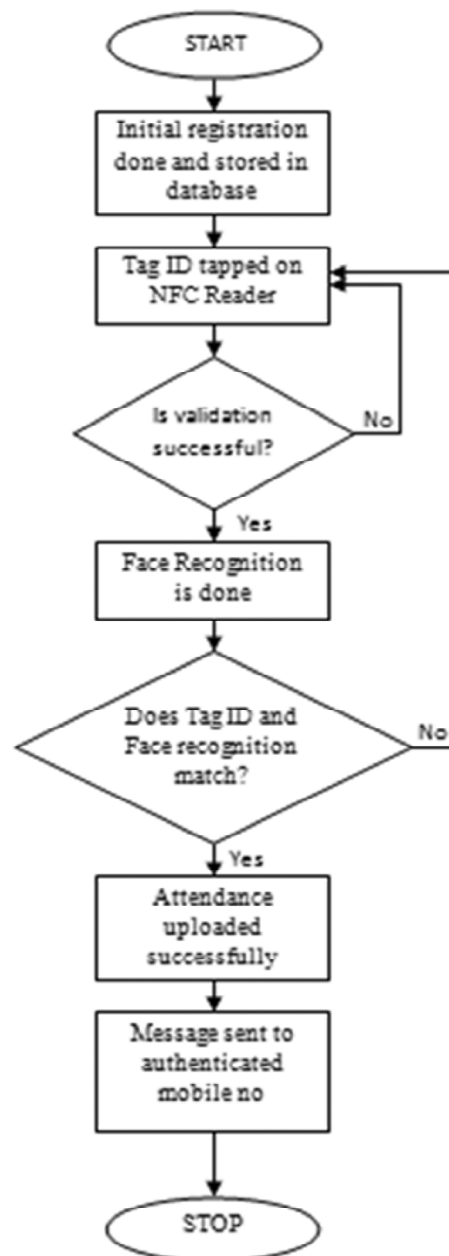 START
Initial registration
done and stored in
database
Tag ID tapped on
NFC Reader
Is validation
successful?
No
Yes
Face Recognition
is done
Does Tag ID and
Face recognition
match?
No
Yes
Attendance
uploaded
successfully
Message sent to
authenticated
mobile no
STOP